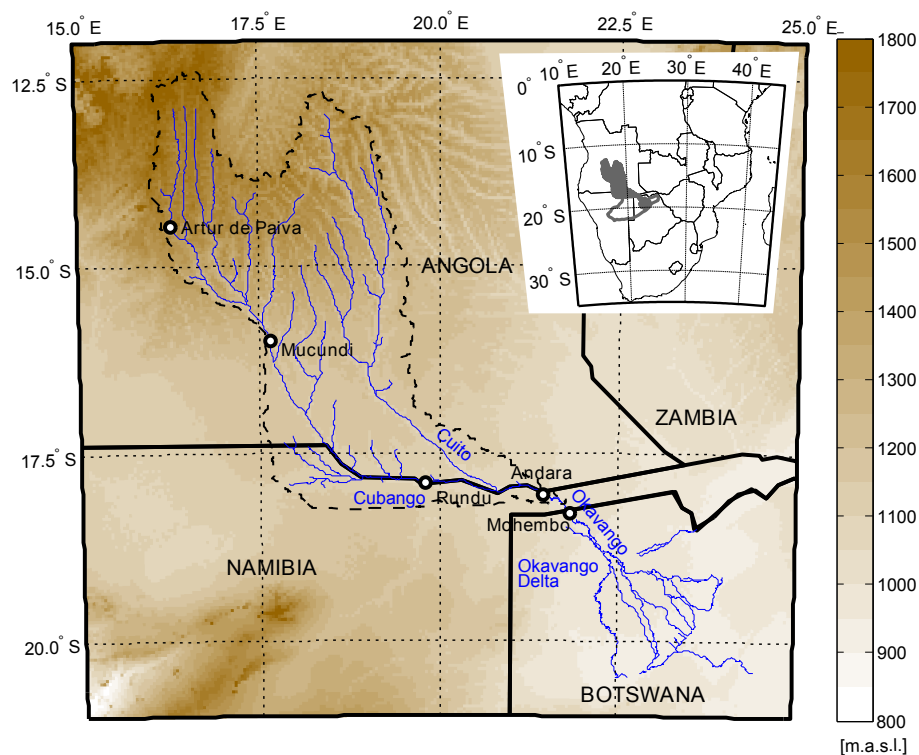 15.0° E
17.5° E
20.0° E
22.5° E
25.0° E
12.5° S
15.0° S
17.5° S
20.0° S
0°
10° E
20° E
30° E
40° E
10° S
20° S
30° S
Artur de Paiva
ANGOLA
Mucundi
ZAMBIA
Cuito
Andara
Cubango
Rundu
Okavango
Mohembo
NAMIBIA
Okavango
Delta
BOTSWANA
1800
1700
1600
1500
1400
1300
1200
1100
1000
900
800
[m.a.s.l.]